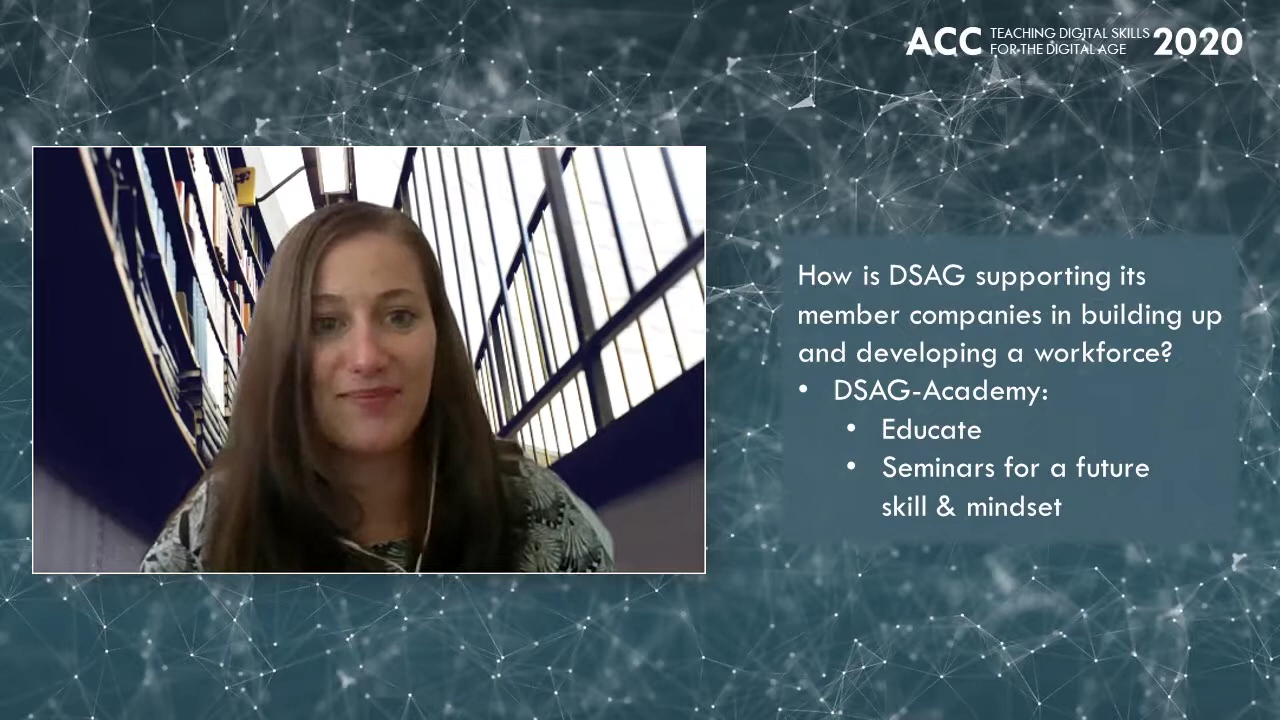 ACC TEACHING DIGITAL SKILLS FOR THE DIGITAL AGE 2020
How is DSAG supporting its
member companies in building up
and developing a workforce?
• DSAG-Academy:
• Educate
• Seminars for a future
skill & mindset